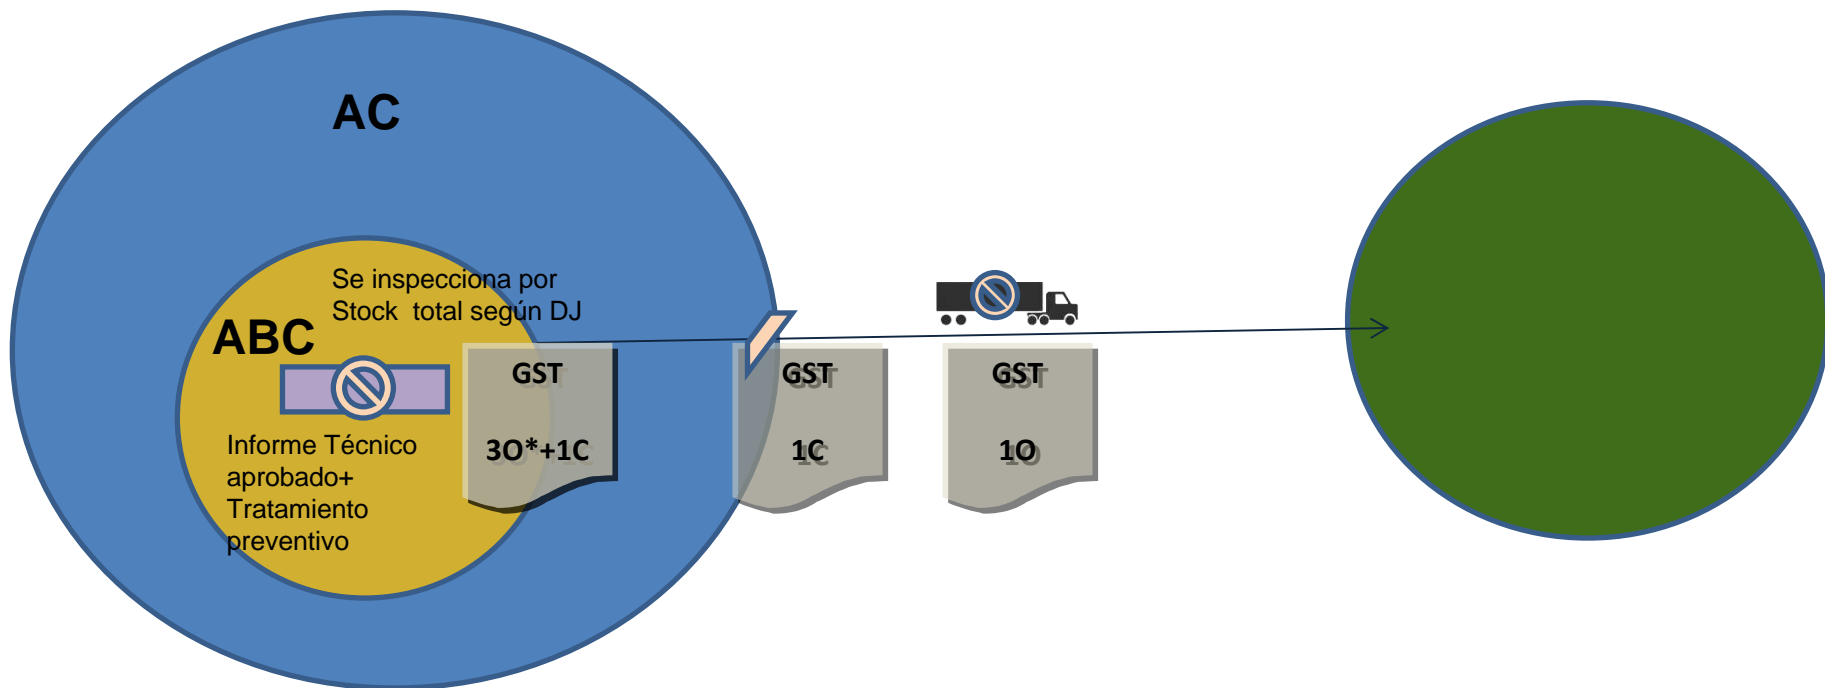 AC
Se inspecciona por
Stock total según DJ
ABC
Informe Técnico
aprobado+
Tratamiento
preventivo
GST
3O*+1C
GST
1C
GST
1O